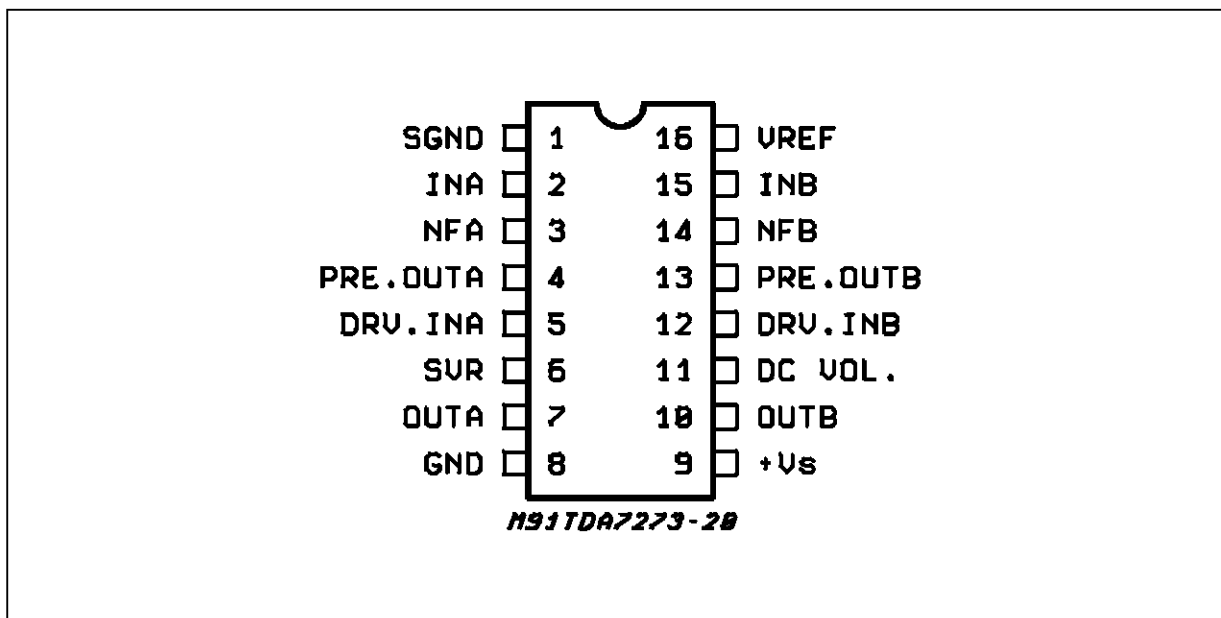 SGND 1 16 VREF
INA 2 15 INB
NFA 3 14 NFB
PRE.OUTA 4 13 PRE.OUTB
DRV.INA 5 12 DRV.INB
SVR 6 11 DC VOL.
OUTA 7 10 OUTB
GND 8 9 +Vs
M91TDA7273-20